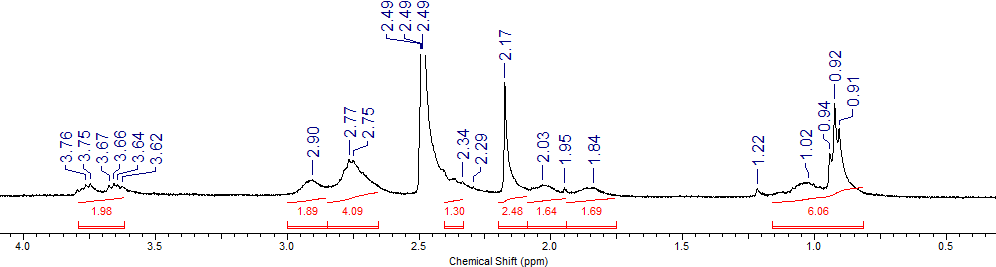 3.76 3.75 3.67 3.66 3.64 3.62 2.90 2.77 2.75 2.49 2.49 2.49 2.34 2.29 2.17 2.03 1.95 1.84 1.22 1.02 0.94 0.92 0.91
1.98 1.89 4.09 1.30 2.48 1.64 1.69 6.06
4.0 3.5 3.0 2.5 2.0 1.5 1.0 0.5
Chemical Shift (ppm)